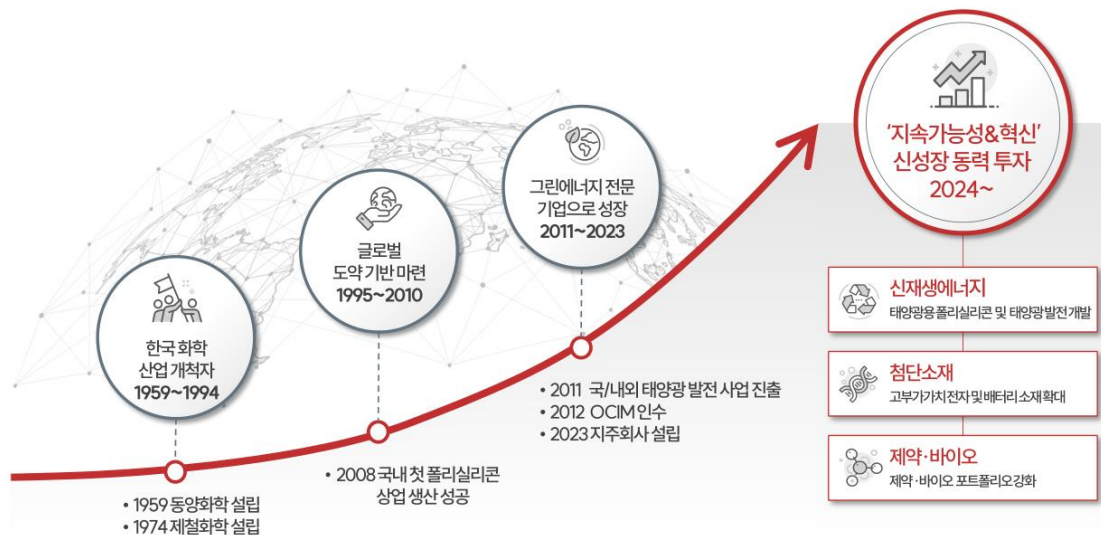 한국 화학
산업 개척자
1959~1994
• 1959 동양화학 설립
• 1974 제철화학 설립
글로벌
도약 기반 마련
1995~2010
• 2008 국내 첫 폴리실리콘
상업 생산 성공
그린에너지 전문
기업으로 성장
2011~2023
• 2011 국/내외 태양광 발전 사업 진출
• 2012 OCIM 인수
• 2023 지주회사 설립
‘지속가능성&혁신’
신성장 동력 투자
2024~
신재생에너지
태양광용 폴리실리콘 및 태양광 발전 개발
첨단소재
고부가가치 전자 및 배터리 소재 확대
제약·바이오
제약·바이오 포트폴리오 강화